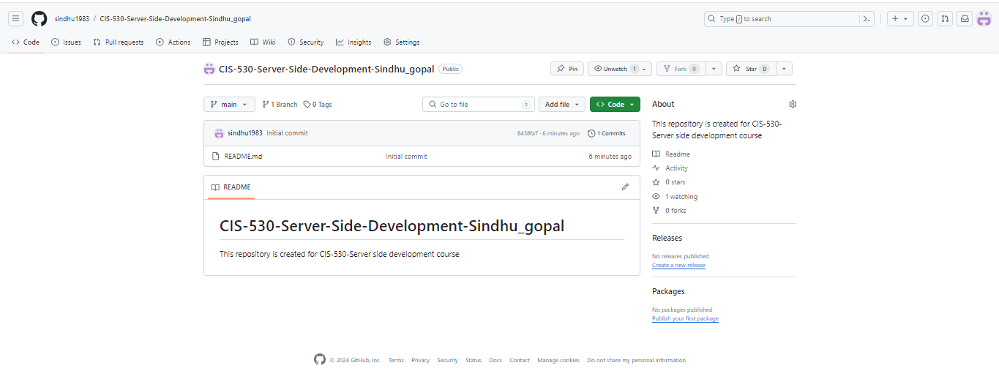 sindhu1983 / CIS-530-Server-Side-Development-Sindhu_gopal
Type / to search
Code Issues Pull requests Actions Projects Wiki Security Insights Settings
CIS-530-Server-Side-Development-Sindhu_gopal Public
Pin Unwatch 1 Fork 0 Star 0
main 1 Branch 0 Tags Go to file t Add file Code
sindhu1983 Initial commit 8458fa7 · 6 minutes ago 1 Commits
README.md Initial commit 6 minutes ago
README
CIS-530-Server-Side-Development-Sindhu_gopal
This repository is created for CIS-530-Server side development course
About
This repository is created for CIS-530-
Server side development course
Readme
Activity
0 stars
1 watching
0 forks
Releases
No releases published
Create a new release
Packages
No packages published
Publish your first package
© 2024 GitHub, Inc. Terms Privacy Security Status Docs Contact Manage cookies Do not share my personal information